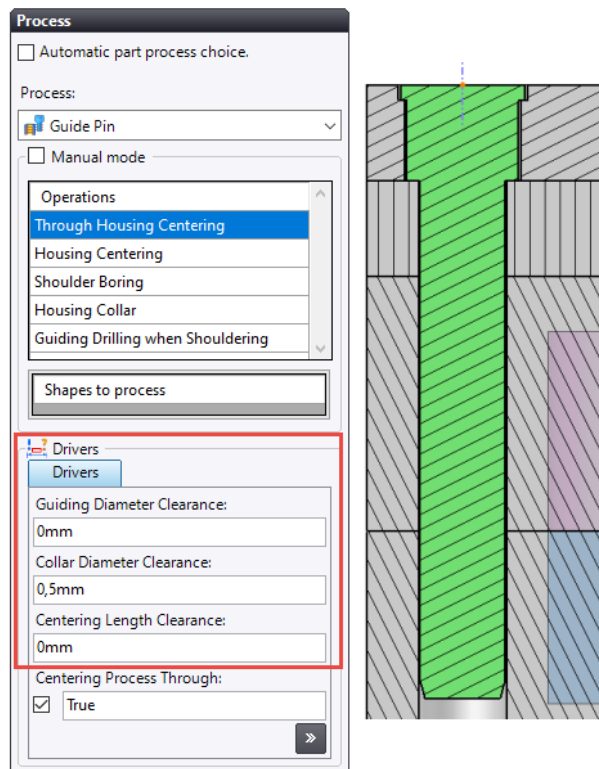 Process
Automatic part process choice.
Process:
Guide Pin
Manual mode
Operations
Through Housing Centering
Housing Centering
Shoulder Boring
Housing Collar
Guiding Drilling when Shouldering
Shapes to process
Drivers
Drivers
Guiding Diameter Clearance:
0mm
Collar Diameter Clearance:
0,5mm
Centering Length Clearance:
0mm
Centering Process Through:
True
»